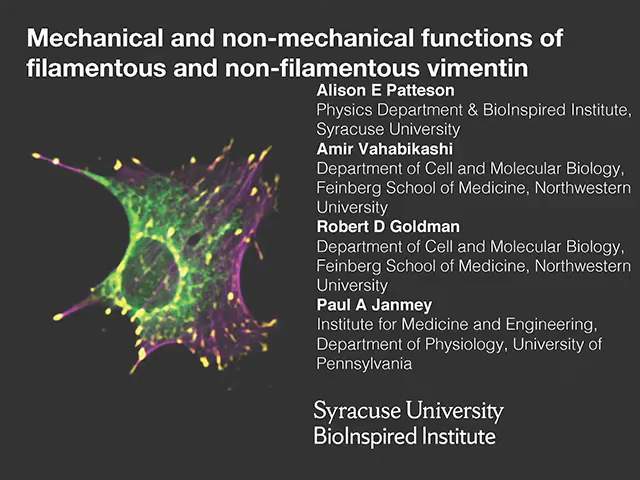 Mechanical and non-mechanical functions of
filamentous and non-filamentous vimentin
Alison E Patteson
Physics Department & BioInspired Institute,
Syracuse University
Amir Vahabikashi
Department of Cell and Molecular Biology,
Feinberg School of Medicine, Northwestern
University
Robert D Goldman
Department of Cell and Molecular Biology,
Feinberg School of Medicine, Northwestern
University
Paul A Janmey
Institute for Medicine and Engineering,
Department of Physiology, University of
Pennsylvania
Syracuse University
BioInspired Institute